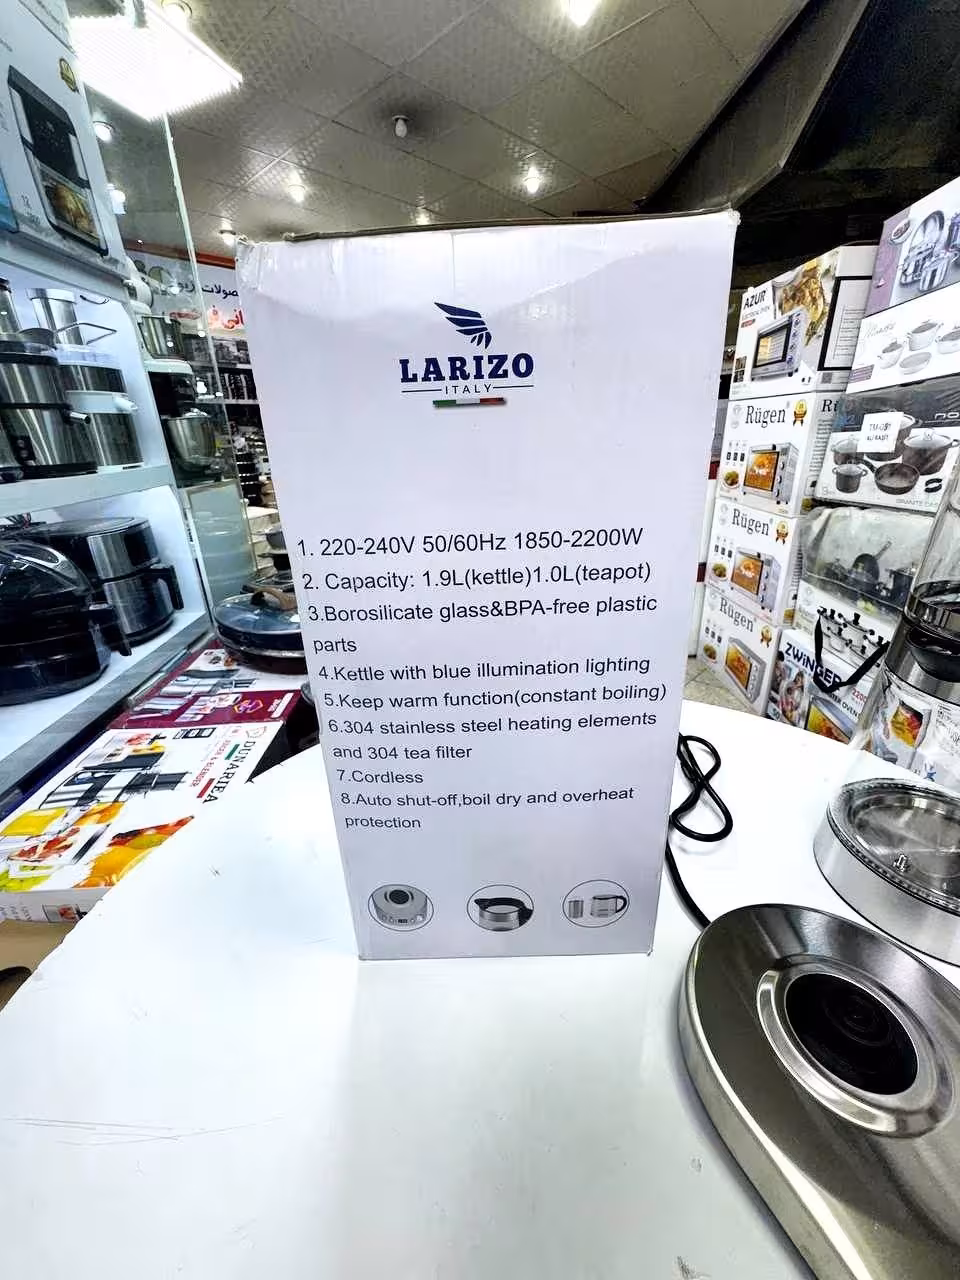 LARIZO
ITALY
1. 220-240V 50/60Hz 1850-2200W
2. Capacity: 1.9L(kettle)1.0L(teapot)
3.Borosilicate glass&BPA-free plastic
parts
4.Kettle with blue illumination lighting
5.Keep warm function(constant boiling)
6.304 stainless steel heating elements
and 304 tea filter
7.Cordless
8.Auto shut-off,boil dry and overheat
protection
AZUR
Rügen
Rügen
Rügen
ZWINGER
DUNARIEA